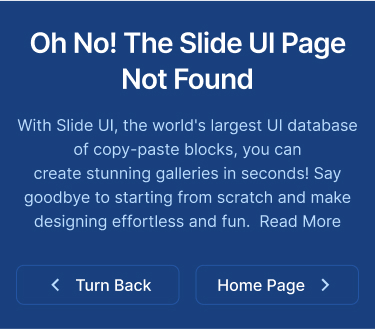 Oh No! The Slide UI Page
Not Found
With Slide UI, the world's largest UI database
of copy-paste blocks, you can
create stunning galleries in seconds! Say
goodbye to starting from scratch and make
designing effortless and fun.  Read More
Turn Back
Home Page